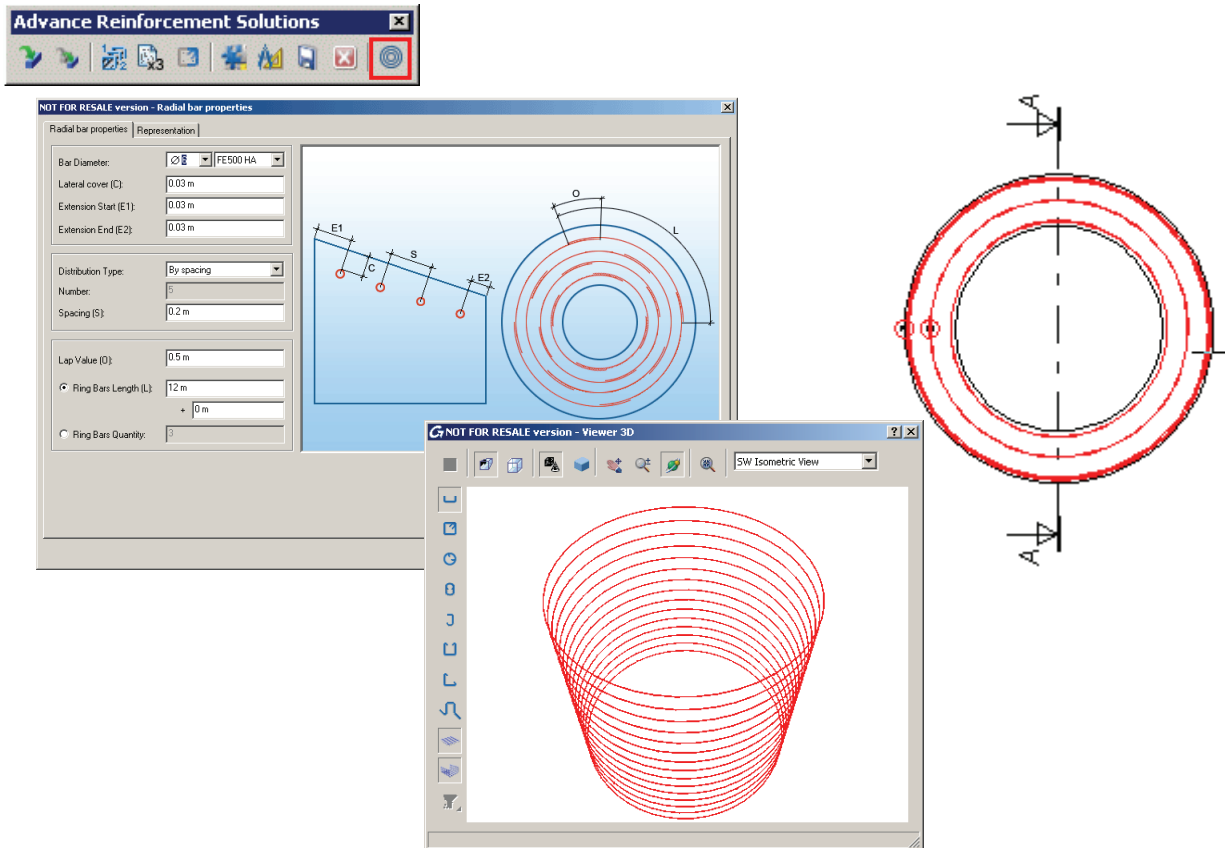 Advance Reinforcement Solutions
x3
NOT FOR RESALE version - Radial bar properties
Radial bar properties
Representation
Bar Diameter:
∅ 6
FE500 HA
Lateral cover (C):
0.03 m
Extension Start (E1):
0.03 m
Extension End (E2):
0.03 m
Distribution Type:
By spacing
Number:
5
Spacing (S):
0.2 m
Lap Value (O):
0.5 m
Ring Bars Length (L):
12 m
+ 0 m
Ring Bars Quantity:
3
E1
S
C
E2
O
L
A
A
NOT FOR RESALE version - Viewer 3D
SW Isometric View